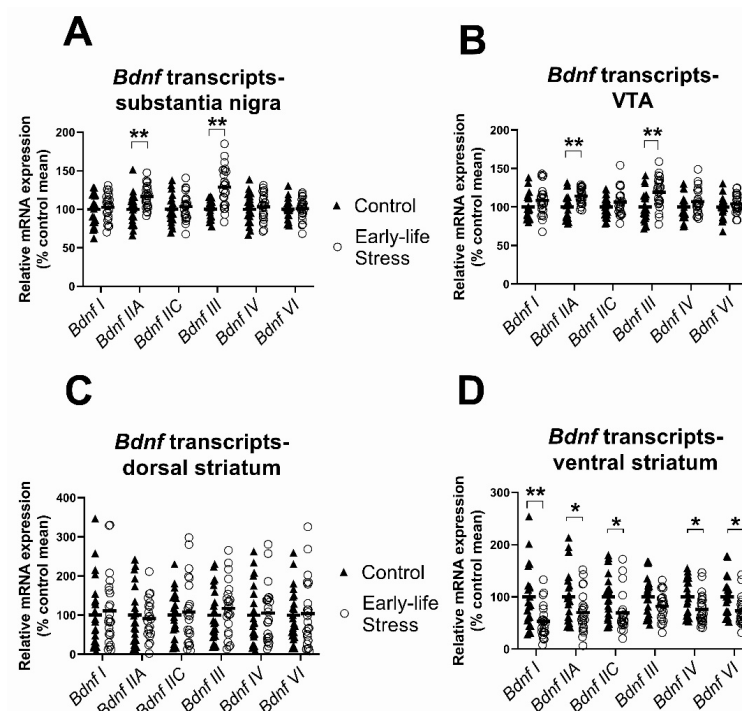 A
Bdnf transcripts-
substantia nigra
Relative mRNA expression
(% control mean)
200
150
100
50
0
**
**
Bdnf I
Bdnf IIA
Bdnf IIC
Bdnf III
Bdnf IV
Bdnf VI
Control
Early-life
Stress
B
Bdnf transcripts-
VTA
Relative mRNA expression
(% control mean)
200
150
100
50
0
**
**
Bdnf I
Bdnf IIA
Bdnf IIC
Bdnf III
Bdnf IV
Bdnf VI
C
Bdnf transcripts-
dorsal striatum
Relative mRNA expression
(% control mean)
400
300
200
100
0
Bdnf I
Bdnf IIA
Bdnf IIC
Bdnf III
Bdnf IV
Bdnf VI
Control
Early-life
Stress
D
Bdnf transcripts-
ventral striatum
Relative mRNA expression
(% control mean)
300
200
100
0
**
*
*
*
*
Bdnf I
Bdnf IIA
Bdnf IIC
Bdnf III
Bdnf IV
Bdnf VI